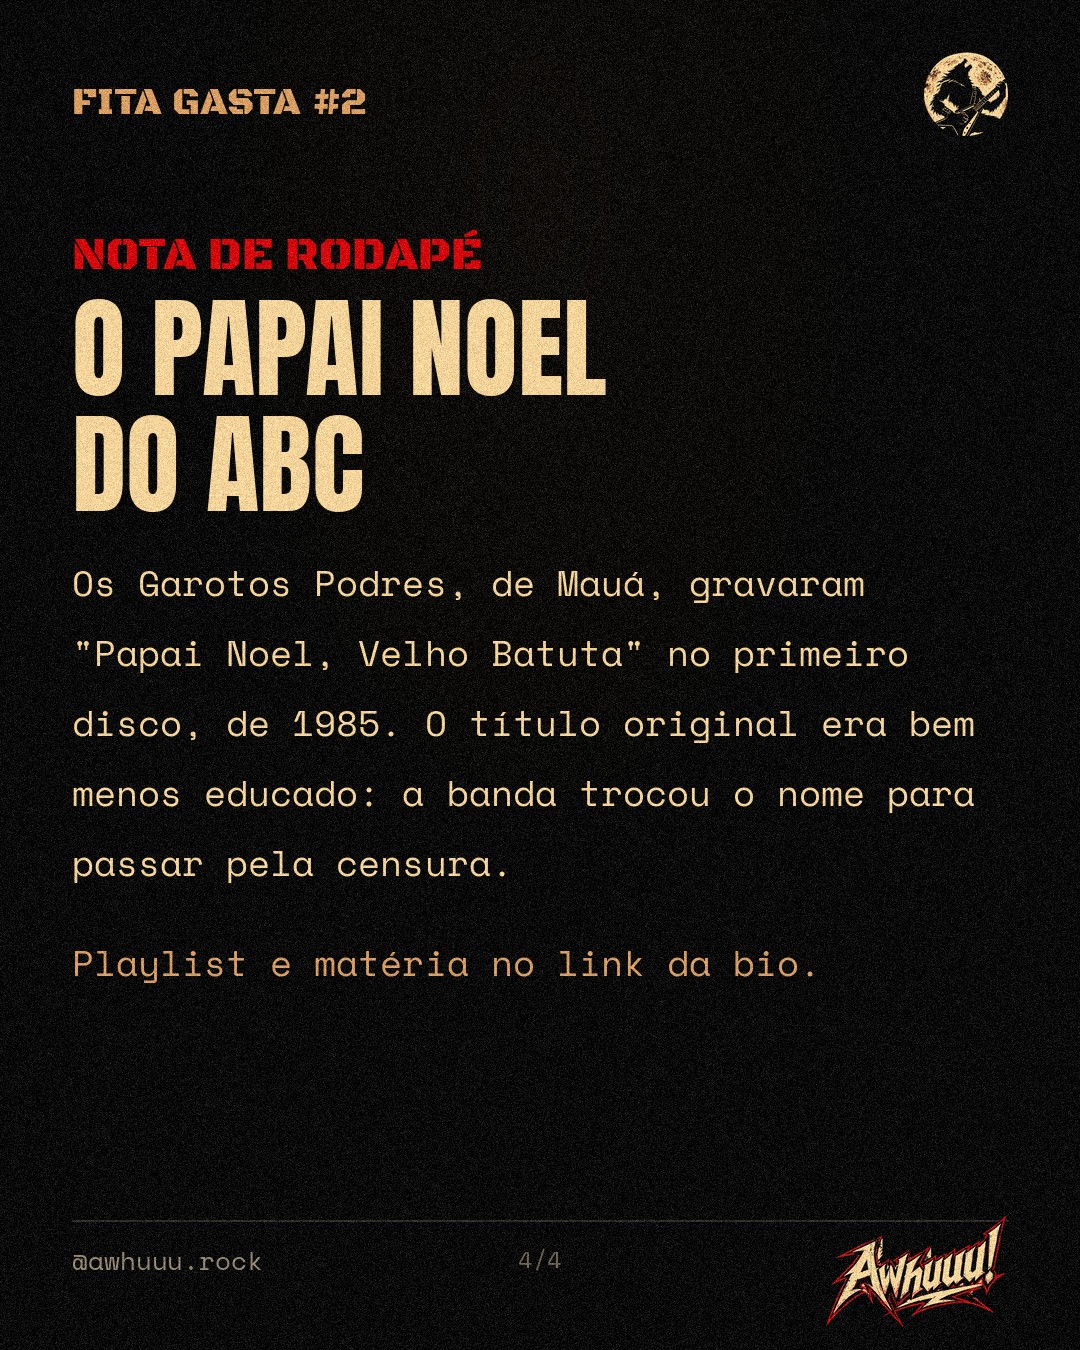 FITA GASTA #2
NOTA DE RODAPÉ
O PAPAI NOEL
DO ABC
Os Garotos Podres, de Mauá, gravaram
"Papai Noel, Velho Batuta" no primeiro
disco, de 1985. O título original era bem
menos educado: a banda trocou o nome para
passar pela censura.
Playlist e matéria no link da bio.
@awhuuu.rock
4/4
Awhuuu!